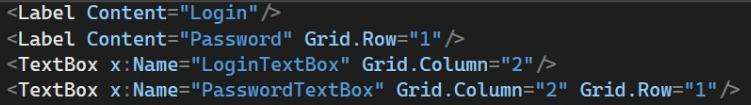 <Label Content="Login"/>
<Label Content="Password" Grid.Row="1"/>
<TextBox x:Name="LoginTextBox" Grid.Column="2"/>
<TextBox x:Name="PasswordTextBox" Grid.Column="2" Grid.Row="1"/>